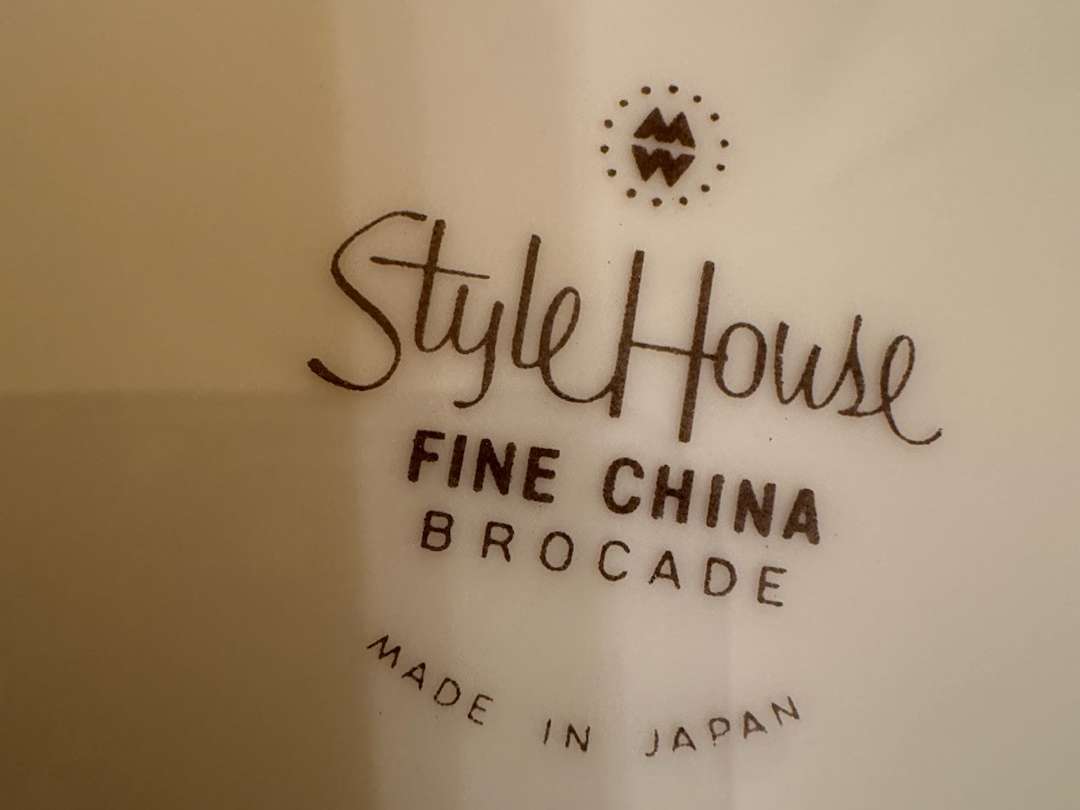 M
W
Style House
FINE CHINA
BROCADE
MADE IN JAPAN